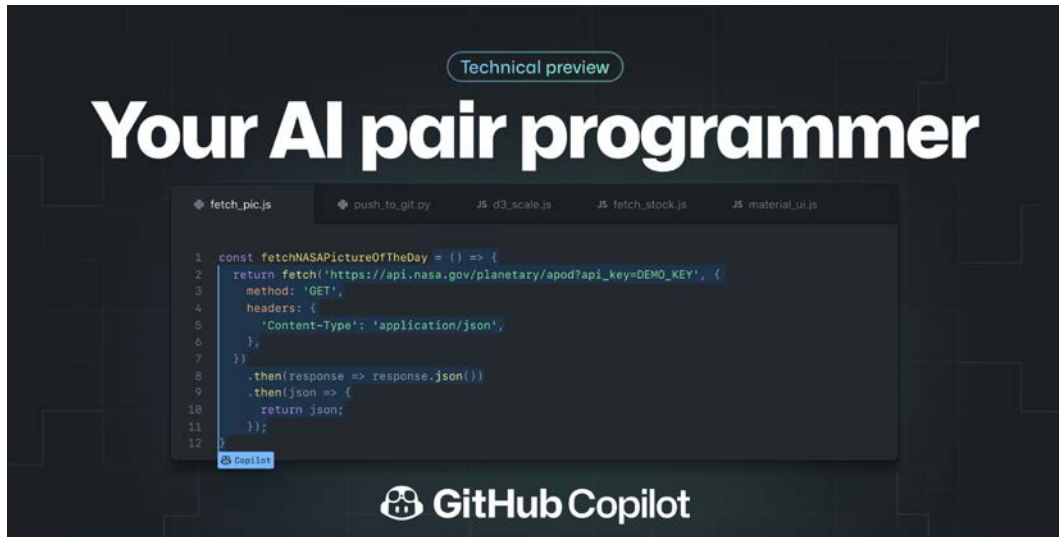 Technical preview
Your AI pair programmer
fetch_pic.js push_to_git.py JS d3_scale.js JS fetch_stock.js JS material_ui.js
1 const fetchNASAPictureOfTheDay = () => {
2   return fetch('https://api.nasa.gov/planetary/apod?api_key=DEMO_KEY', {
3     method: 'GET',
4     headers: {
5       'Content-Type': 'application/json',
6     },
7   })
8     .then(response => response.json())
9     .then(json => {
10       return json;
11     });
12 }
Copilot
GitHub Copilot